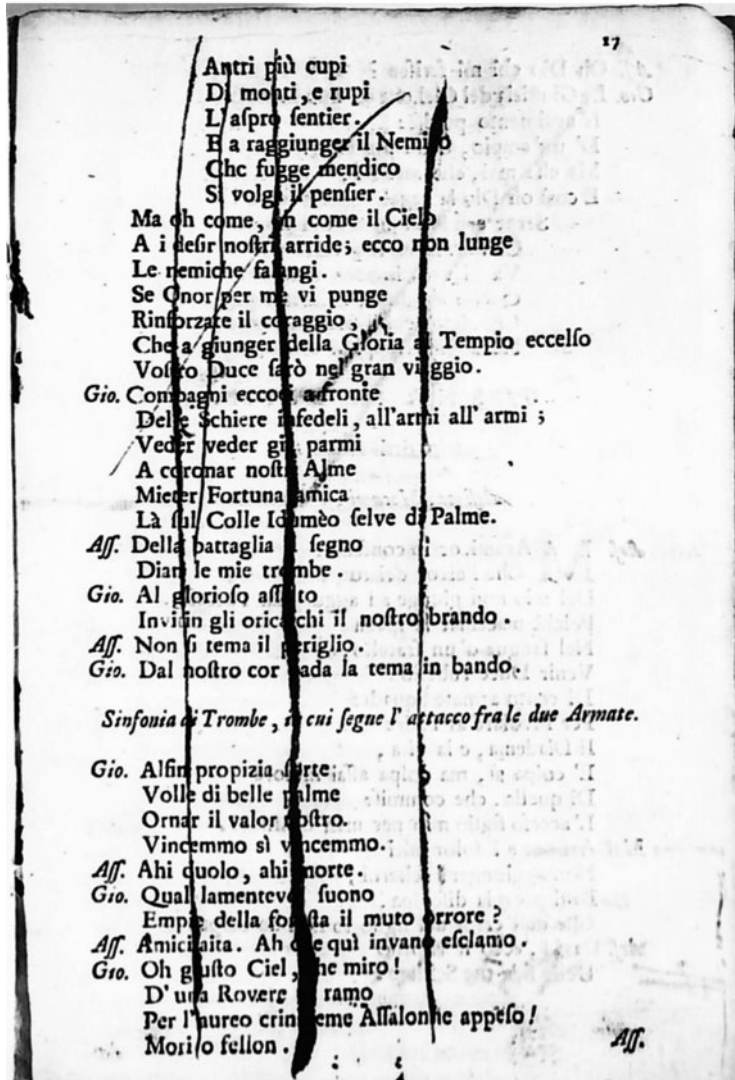 17
Antri più cupi
Di monti, e rupi
L'aſpro ſentier.
E a raggiunger il Nemico
Che fugge mendico
Si volga il penſier.
Ma oh come, oh come il Cielo
A i deſir noſtri arride; ecco non lunge
Le nemiche falangi.
Se Onor per me vi punge
Rinforzate il coraggio,
Che a giunger della Gloria al Tempio eccelſo
Voſtro Duce ſarò nel gran viaggio.
Gio. Compagni eccoci a fronte
Delle Schiere infedeli, all'armi all'armi;
Veder veder già parmi
A coronar noſtre Alme
Mieter Fortuna amica
Là ſul Colle Idumèo ſelve di Palme.
Aſſ. Della battaglia il ſegno
Dian le mie trombe.
Gio. Al glorioſo aſſalto
Invitin gli oricalchi il noſtro brando.
Aſſ. Non ſi tema il periglio.
Gio. Dal noſtro cor vada la tema in bando.
Sinfonia di Trombe, in cui ſegue l'attacco fra le due Armate.
Gio. Alfin propizia ſorte
Volle di belle palme
Ornar il valor noſtro.
Vincemmo sì vincemmo.
Aſſ. Ahi duolo, ahi morte.
Gio. Qual lamentevol ſuono
Empie della foreſta il muto orrore?
Aſſ. Amici aita. Ah che quì invano eſclamo.
Gio. Oh giuſto Ciel, che miro!
D'una Rovere al ramo
Per l'aureo crin geme Aſſalonne appeſo!
Mori o fellon.
Aſſ.